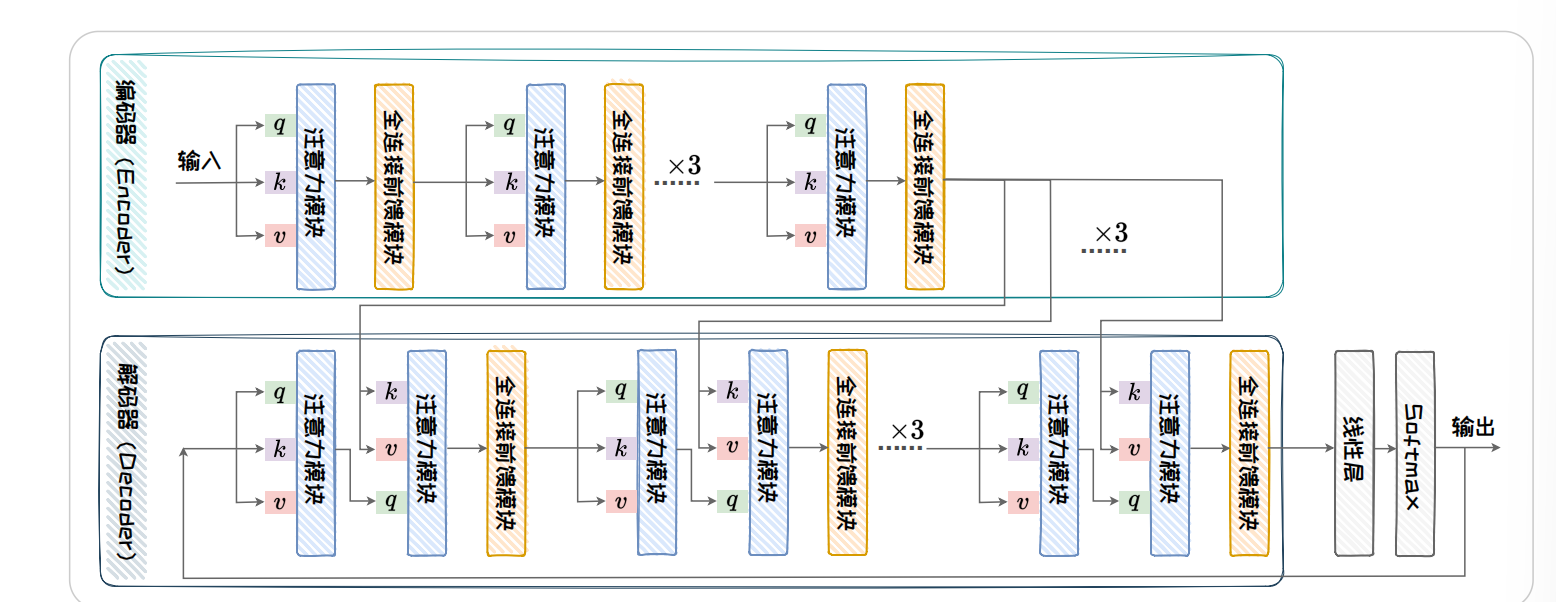 编码器（Encoder）
输入
q
k
v
注意力模块
全连接前馈模块
q
k
v
注意力模块
全连接前馈模块
×3
......
q
k
v
注意力模块
全连接前馈模块
×3
......
解码器（Decoder）
q
k
v
注意力模块
k
v
q
注意力模块
全连接前馈模块
q
k
v
注意力模块
k
v
q
注意力模块
全连接前馈模块
×3
......
q
k
v
注意力模块
k
v
q
注意力模块
全连接前馈模块
线性层
Softmax
输出